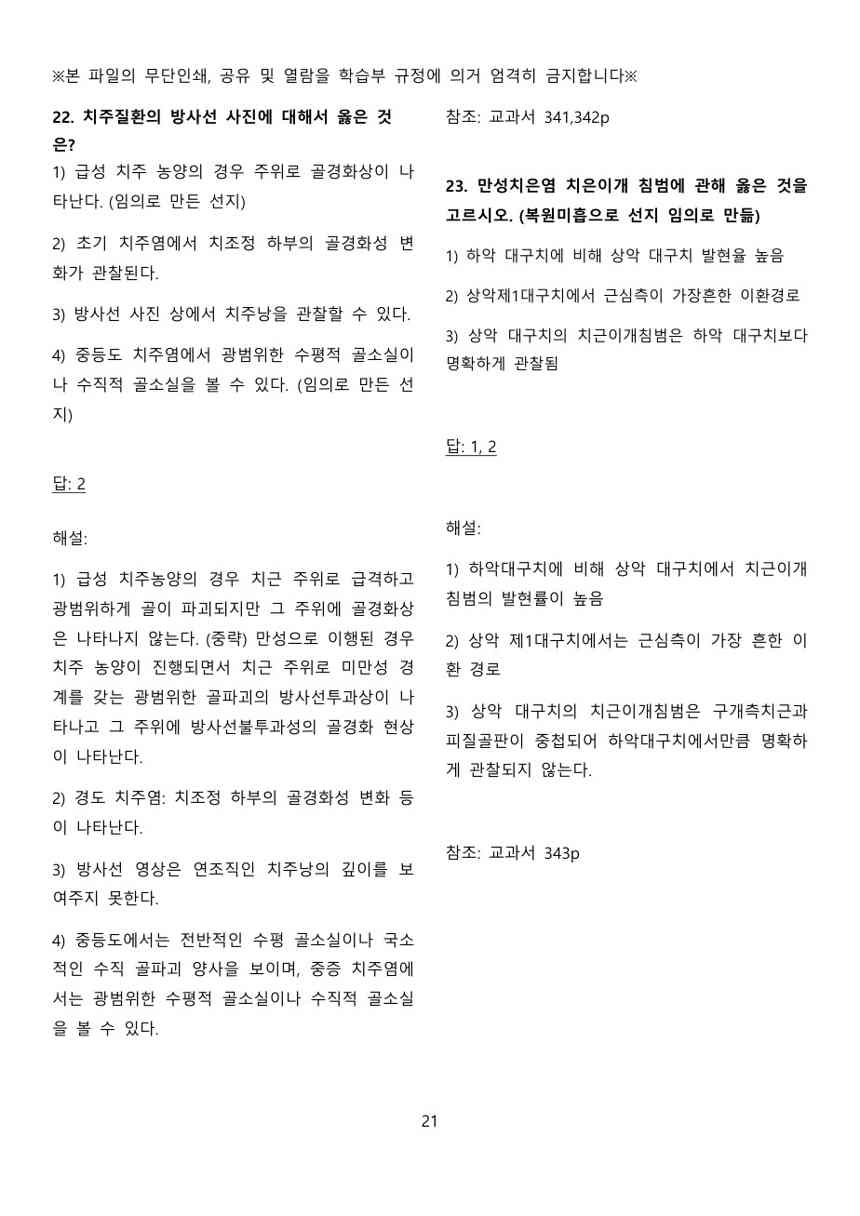 ※본 파일의 무단인쇄, 공유 및 열람을 학습부 규정에 의거 엄격히 금지합니다※
22. 치주질환의 방사선 사진에 대해서 옳은 것
은?
1) 급성 치주 농양의 경우 주위로 골경화상이 나
타난다. (임의로 만든 선지)
2) 초기 치주염에서 치조정 하부의 골경화성 변
화가 관찰된다.
3) 방사선 사진 상에서 치주낭을 관찰할 수 있다.
4) 중등도 치주염에서 광범위한 수평적 골소실이
나 수직적 골소실을 볼 수 있다. (임의로 만든 선
지)
답: 2
해설:
1) 급성 치주농양의 경우 치근 주위로 급격하고
광범위하게 골이 파괴되지만 그 주위에 골경화상
은 나타나지 않는다. (중략) 만성으로 이행된 경우
치주 농양이 진행되면서 치근 주위로 미만성 경
계를 갖는 광범위한 골파괴의 방사선투과상이 나
타나고 그 주위에 방사선불투과성의 골경화 현상
이 나타난다.
2) 경도 치주염: 치조정 하부의 골경화성 변화 등
이 나타난다.
3) 방사선 영상은 연조직인 치주낭의 깊이를 보
여주지 못한다.
4) 중등도에서는 전반적인 수평 골소실이나 국소
적인 수직 골파괴 양사을 보이며, 중증 치주염에
서는 광범위한 수평적 골소실이나 수직적 골소실
을 볼 수 있다.
참조: 교과서 341,342p
23. 만성치은염 치은이개 침범에 관해 옳은 것을
고르시오. (복원미흡으로 선지 임의로 만듦)
1) 하악 대구치에 비해 상악 대구치 발현율 높음
2) 상악제1대구치에서 근심측이 가장흔한 이환경로
3) 상악 대구치의 치근이개침범은 하악 대구치보다
명확하게 관찰됨
답: 1, 2
해설:
1) 하악대구치에 비해 상악 대구치에서 치근이개
침범의 발현률이 높음
2) 상악 제1대구치에서는 근심측이 가장 흔한 이
환 경로
3) 상악 대구치의 치근이개침범은 구개측치근과
피질골판이 중첩되어 하악대구치에서만큼 명확하
게 관찰되지 않는다.
참조: 교과서 343p
21